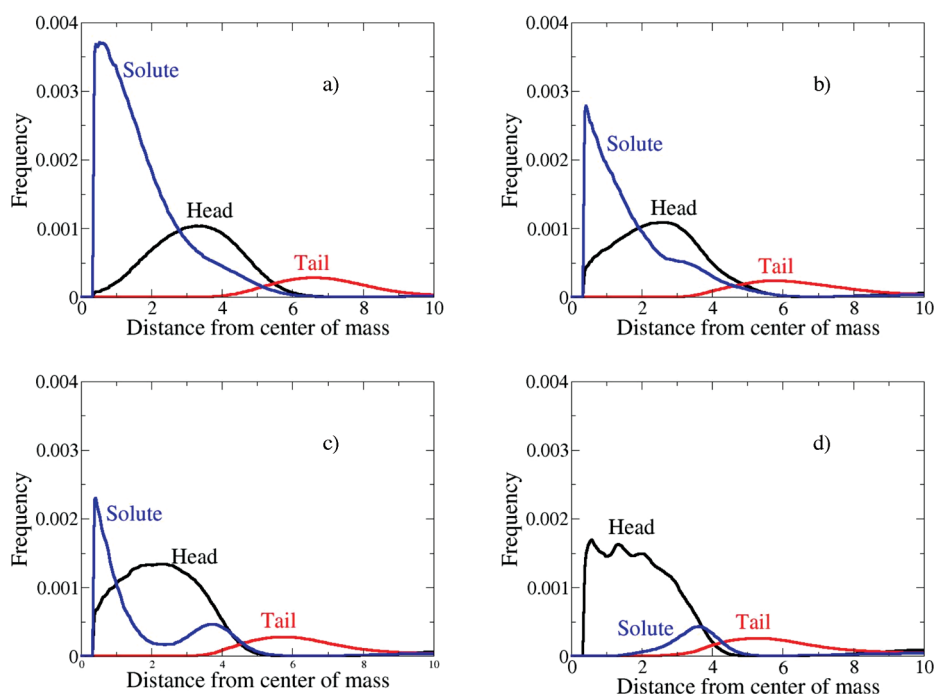 0.004
a)
Solute
0.003
Frequency
0.002
Head
0.001
Tail
0
0 2 4 6 8 10
Distance from center of mass
0.004
b)
0.003
Solute
Frequency
0.002
Head
0.001
Tail
0
0 2 4 6 8 10
Distance from center of mass
0.004
c)
0.003
Frequency
Solute
0.002
Head
0.001
Tail
0
0 2 4 6 8 10
Distance from center of mass
0.004
d)
0.003
Frequency
0.002
Head
0.001
Solute Tail
0
0 2 4 6 8 10
Distance from center of mass